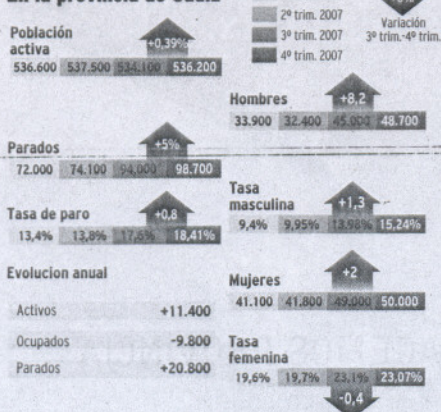 2º trim. 2007
3º trim. 2007
4º trim. 2007
Variación
3º trim.-4º trim.
Población
activa
+0,39%
536.600 537.500 534.100 536.200
Hombres
+8,2
33.900 32.400 45.000 48.700
Parados
+5%
72.000 74.100 94.000 98.700
Tasa
masculina
+1,3
9,4% 9,95% 13.98% 15,24%
Tasa de paro
+0,8
13,4% 13,8% 17,6% 18,41%
Evolucion anual
Activos +11.400
Ocupados -9.800
Parados +20.800
Mujeres
+2
41.100 41.800 49.000 50.000
Tasa
femenina
19,6% 19,7% 23,1% 23,07%
-0,4